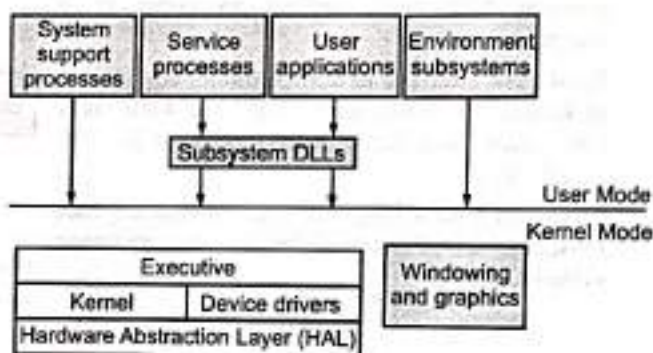 System
support
processes
Service
processes
User
applications
Environment
subsystems
Subsystem DLLs
User Mode
Kernel Mode
Executive
Kernel
Device drivers
Hardware Abstraction Layer (HAL)
Windowing
and graphics